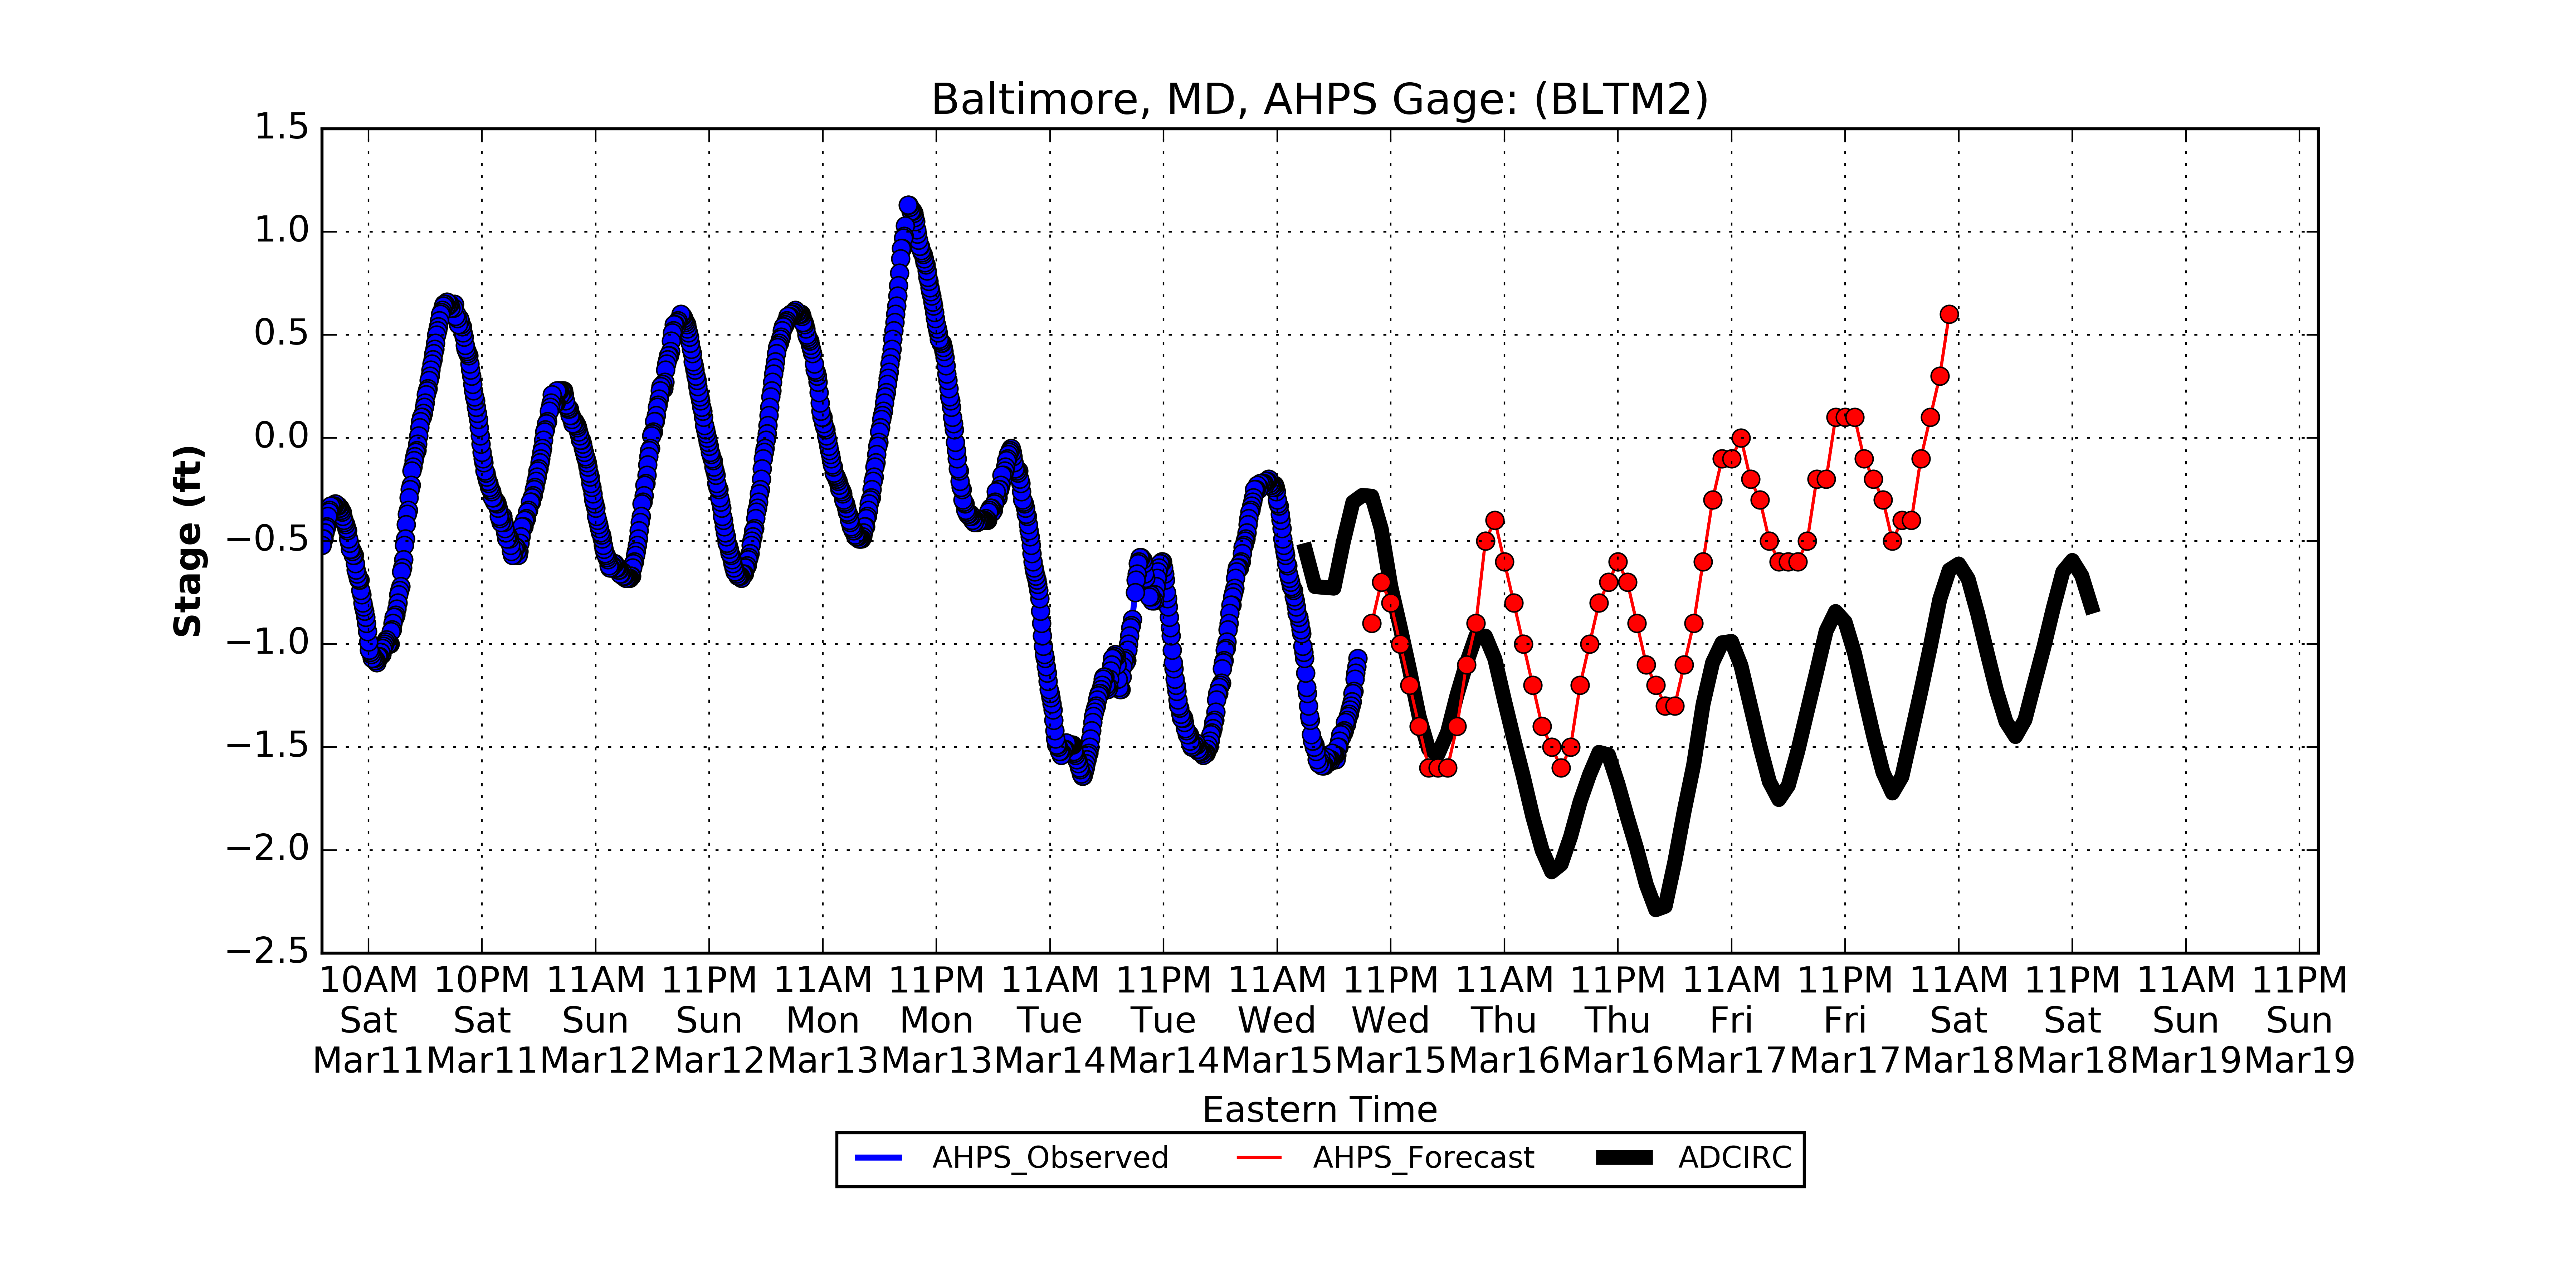 Baltimore, MD, AHPS Gage: (BLTM2)
1.5
1.0
0.5
0.0
−0.5
−1.0
−1.5
−2.0
−2.5
Stage (ft)
10AM 10PM 11AM 11PM 11AM 11PM 11AM 11PM 11AM 11PM 11AM 11PM 11AM 11PM 11AM 11PM 11AM 11PM
Sat Sat Sun Sun Mon Mon Tue Tue Wed Wed Thu Thu Fri Fri Sat Sat Sun Sun
Mar11 Mar11 Mar12 Mar12 Mar13 Mar13 Mar14 Mar14 Mar15 Mar15 Mar16 Mar16 Mar17 Mar17 Mar18 Mar18 Mar19 Mar19
Eastern Time
AHPS_Observed AHPS_Forecast ADCIRC